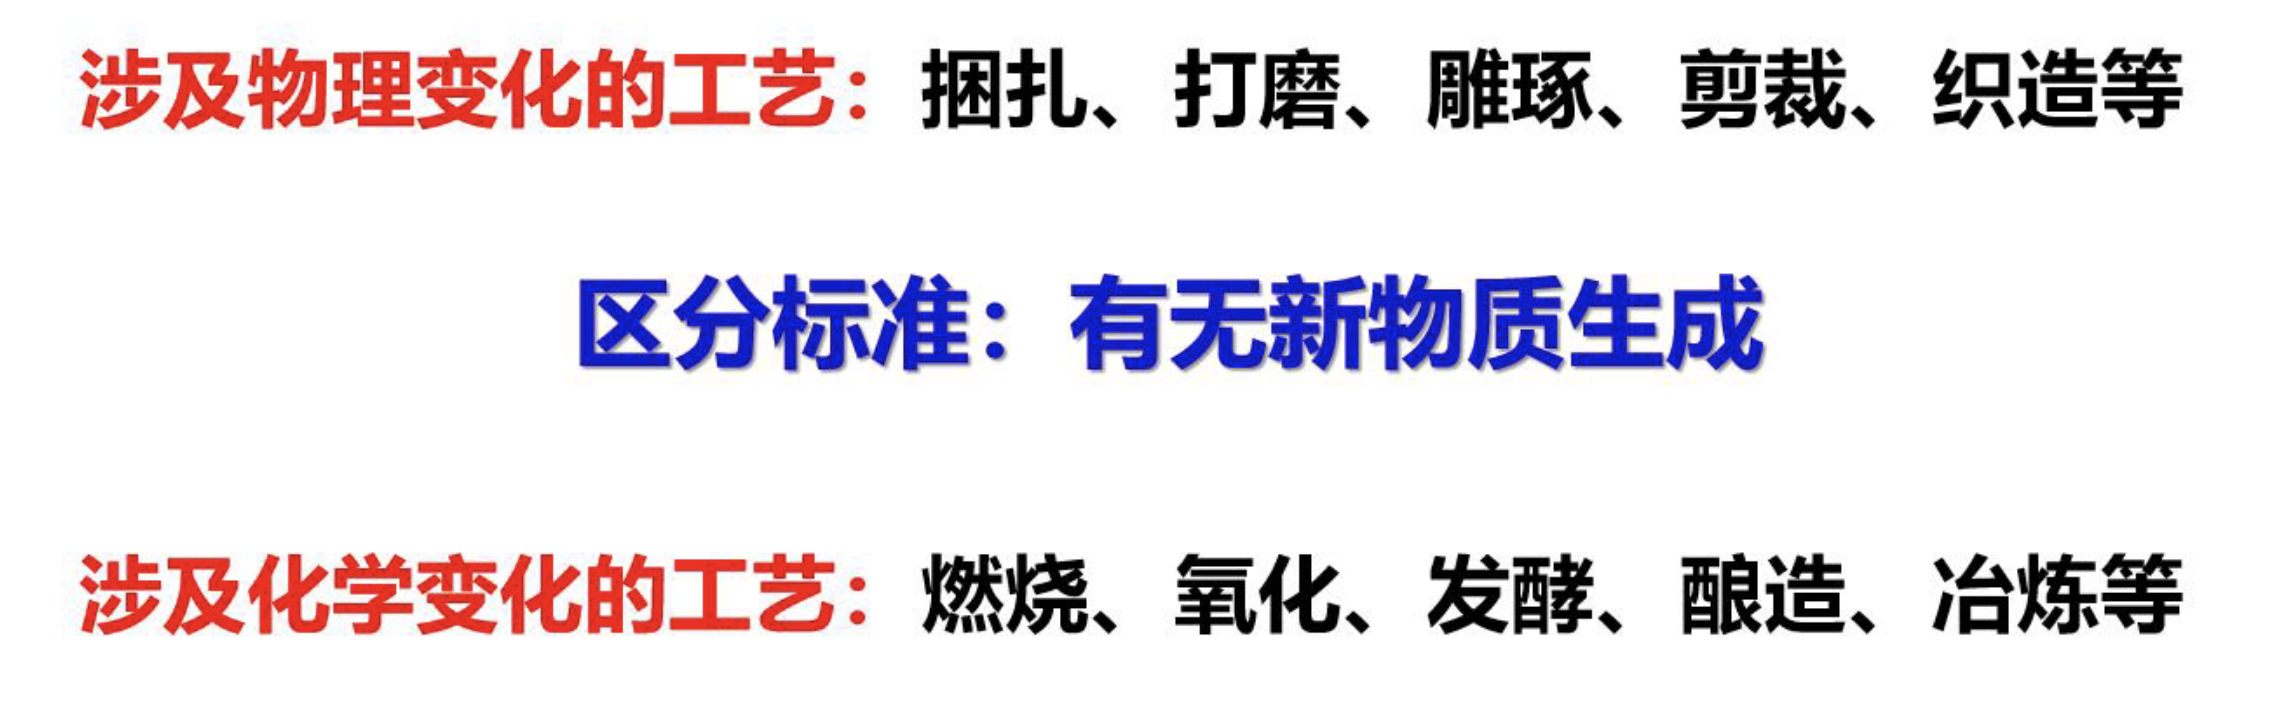 涉及物理变化的工艺：捆扎、打磨、雕琢、剪裁、织造等
区分标准：有无新物质生成
涉及化学变化的工艺：燃烧、氧化、发酵、酿造、冶炼等